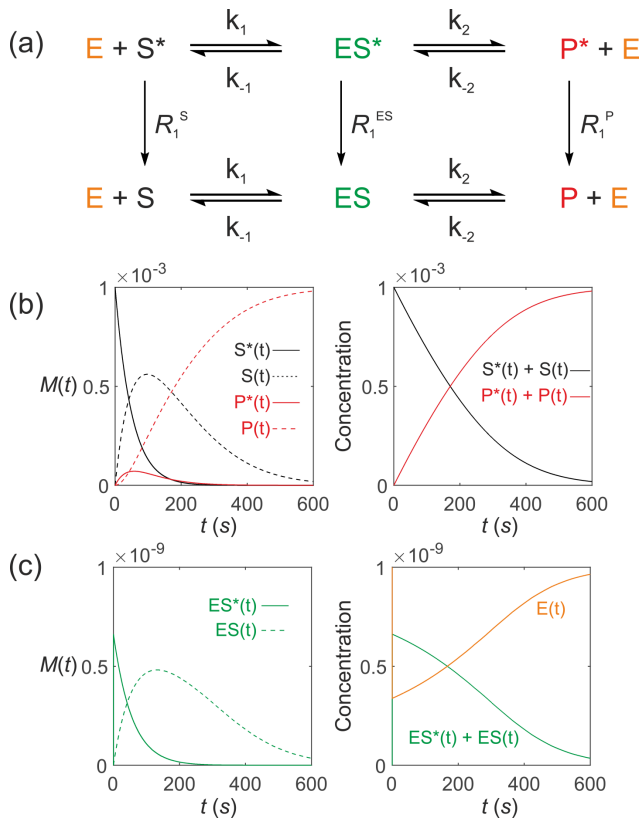 (a)
E + S* k₁ k₋₁ ES* k₂ k₋₂ P* + E
R₁ˢ R₁ᴱˢ R₁ᴾ
E + S k₁ k₋₁ ES k₂ k₋₂ P + E
(b)
×10⁻³
1
0.5
0
M(t)
S*(t)
S(t)
P*(t)
P(t)
0 200 400 600
t (s)
×10⁻³
1
0.5
0
Concentration
S*(t) + S(t)
P*(t) + P(t)
0 200 400 600
t (s)
(c)
×10⁻⁹
1
0.5
0
M(t)
ES*(t)
ES(t)
0 200 400 600
t (s)
×10⁻⁹
1
0.5
0
Concentration
E(t)
ES*(t) + ES(t)
0 200 400 600
t (s)